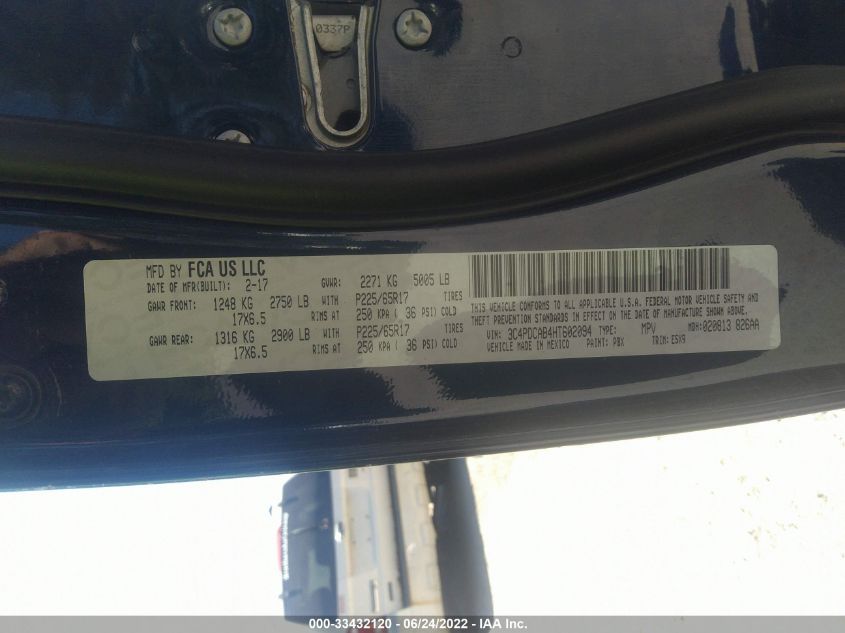 0337P
MFD BY FCA US LLC
DATE OF MFR(BUILT): 2-17 GVWR: 2271 KG 5005 LB
GAWR FRONT: 1248 KG 2750 LB WITH P225/65R17 TIRES
17X6.5 RIMS AT 250 KPA ( 36 PSI) COLD
GAWR REAR: 1316 KG 2900 LB WITH P225/65R17 TIRES
17X6.5 RIMS AT 250 KPA ( 36 PSI) COLD
THIS VEHICLE CONFORMS TO ALL APPLICABLE U.S.A. FEDERAL MOTOR VEHICLE SAFETY AND
THEFT PREVENTION STANDARDS IN EFFECT ON THE DATE OF MANUFACTURE SHOWN ABOVE.
VIN: 3C4PDCAB4HT602094 TYPE: MPV MDH: 020813 626AA
VEHICLE MADE IN MEXICO PAINT: PBX TRIM: E5X9
000-33432120 - 06/24/2022 - IAA Inc.